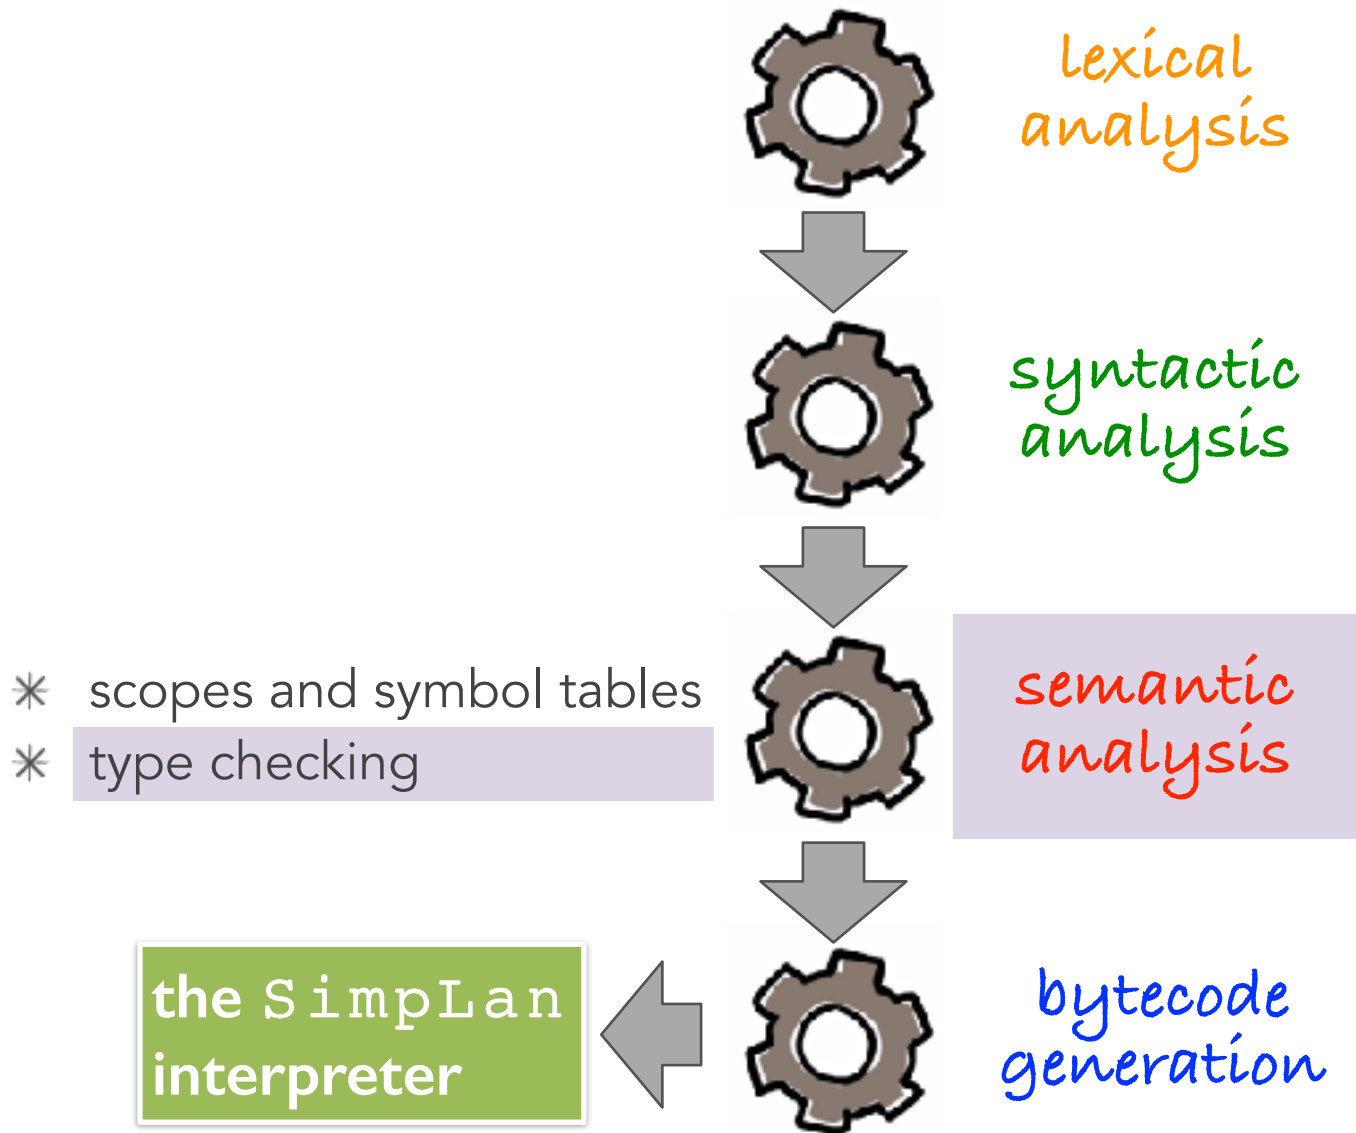 lexical
analysis
syntactic
analysis
scopes and symbol tables
type checking
semantic
analysis
the SimpLan
interpreter
bytecode
generation